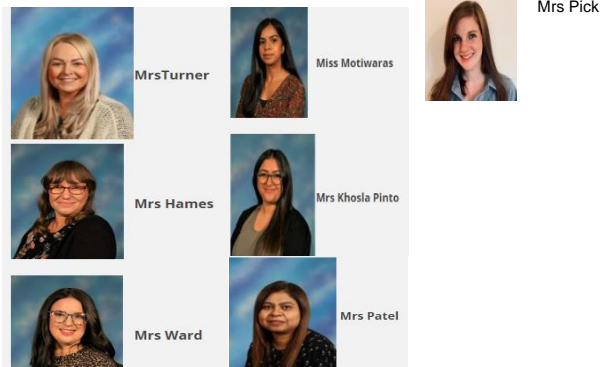 Mrs Pick
MrsTurner
Miss Motiwaras
Mrs Hames
Mrs Khosla Pinto
Mrs Ward
Mrs Patel